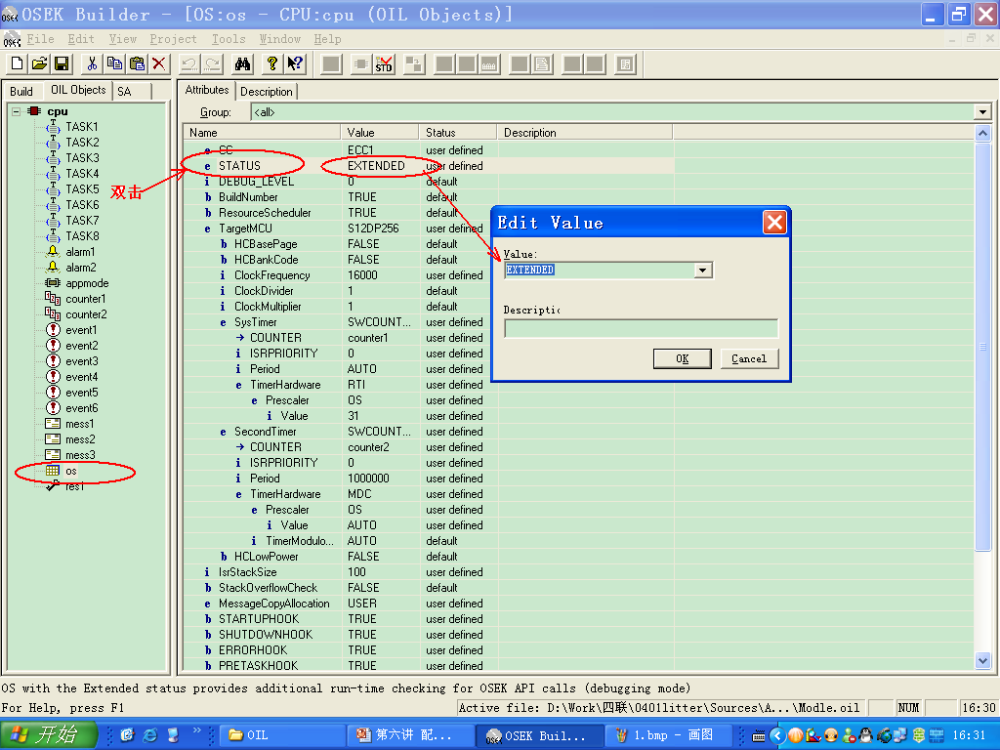 OSEK Builder - [OS:os - CPU:cpu (OIL Objects)]
File Edit View Project Tools Window Help
STD
Build OIL Objects SA
Attributes Description
Group: <all>
Name Value Status Description
cpu
TASK1
TASK2
TASK3
TASK4
TASK5
TASK6
TASK7
TASK8
alarm1
alarm2
appmode
counter1
counter2
event1
event2
event3
event4
event5
event6
mess1
mess2
mess3
os
res1
双击
e CC ECC1 user defined
e STATUS EXTENDED user defined
i DEBUG_LEVEL 0 default
b BuildNumber TRUE default
b ResourceScheduler TRUE default
e TargetMCU S12DP256 user defined
b HCBasePage FALSE default
b HCBankCode FALSE default
i ClockFrequency 16000 user defined
i ClockDivider 1 default
i ClockMultiplier 1 default
e SysTimer SWCOUNT... user defined
COUNTER counter1 user defined
i ISRPRIORITY 0 user defined
i Period AUTO user defined
e TimerHardware RTI user defined
e Prescaler OS user defined
i Value 31 user defined
e SecondTimer SWCOUNT... user defined
COUNTER counter2 user defined
i ISRPRIORITY 0 user defined
i Period 1000000 user defined
e TimerHardware MDC user defined
e Prescaler OS user defined
i Value AUTO user defined
i TimerModulo... AUTO default
b HCLowPower FALSE default
i IsrStackSize 100 user defined
b StackOverflowCheck FALSE default
e MessageCopyAllocation USER user defined
b STARTUPHOOK TRUE user defined
b SHUTDOWNHOOK TRUE user defined
b ERRORHOOK TRUE user defined
b PRETASKHOOK TRUE user defined
Edit Value
Value:
EXTENDED
Descriptic
OK Cancel
OS with the Extended status provides additional run-time checking for OSEK API calls (debugging mode)
For Help, press F1 Active file: D:\Work\四联\0401litter\Sources\A...\Modle.oil NUM 16:30
开始 OIL 第六讲 配... OSEK Buil... 1.bmp - 画图 16:31